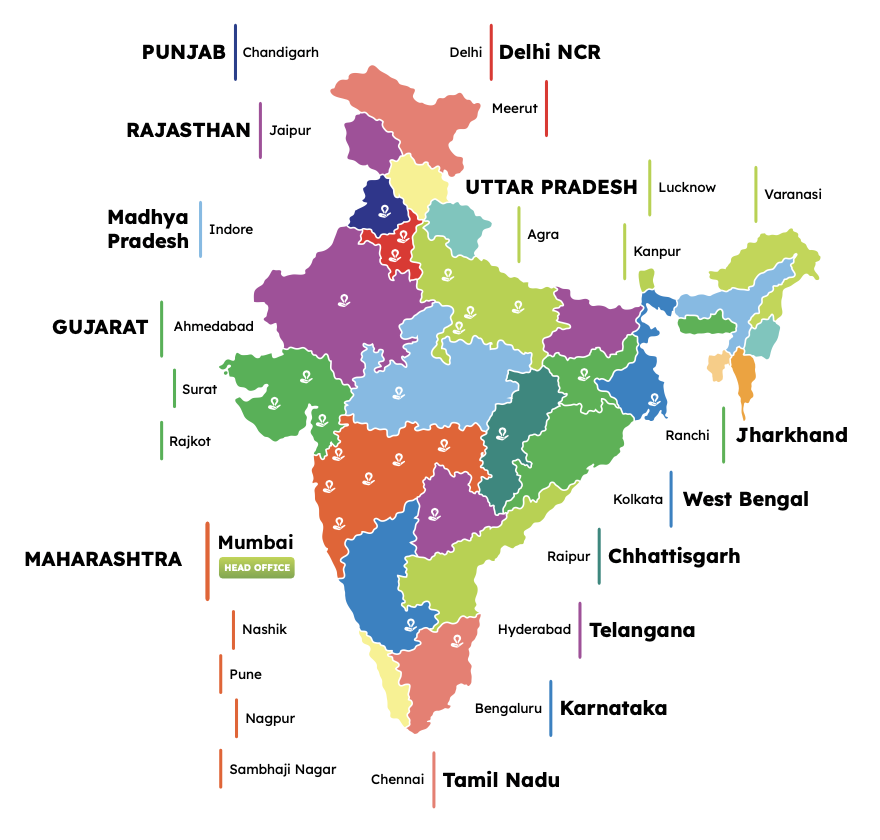 PUNJAB
Chandigarh
Delhi
Delhi NCR
Meerut
RAJASTHAN
Jaipur
UTTAR PRADESH
Lucknow
Varanasi
Agra
Kanpur
Madhya
Pradesh
Indore
GUJARAT
Ahmedabad
Surat
Rajkot
Ranchi
Jharkhand
Kolkata
West Bengal
MAHARASHTRA
Mumbai
HEAD OFFICE
Raipur
Chhattisgarh
Nashik
Hyderabad
Telangana
Pune
Nagpur
Bengaluru
Karnataka
Sambhaji Nagar
Chennai
Tamil Nadu